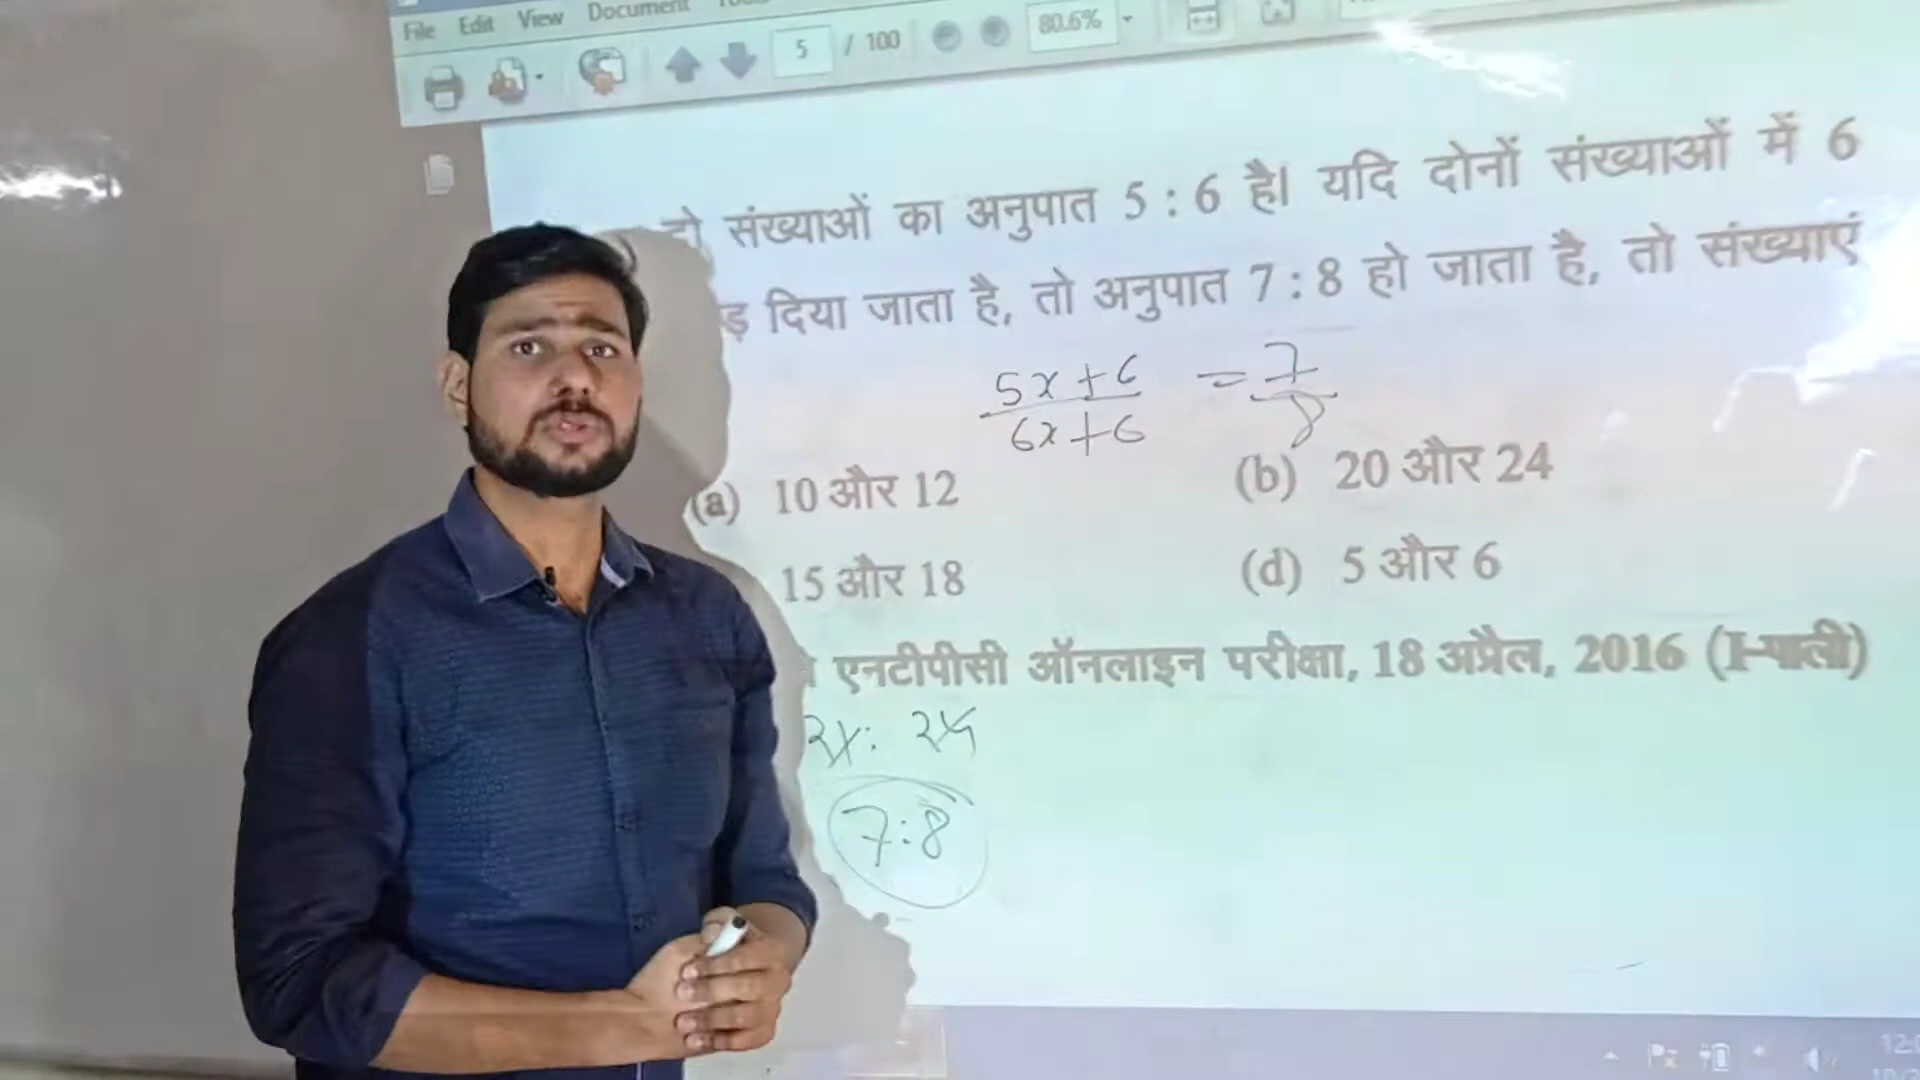 File Edit View Document
5 / 100 80.6%
संख्याओं का अनुपात 5 : 6 है। यदि दोनों संख्याओं में 6
दिया जाता है, तो अनुपात 7 : 8 हो जाता है, तो संख्याएं
5x+6 = 7
6x+6 8
(a) 10 और 12 (b) 20 और 24
15 और 18 (d) 5 और 6
एनटीपीसी ऑनलाइन परीक्षा, 18 अप्रैल, 2016 (I-पाली)
7:8